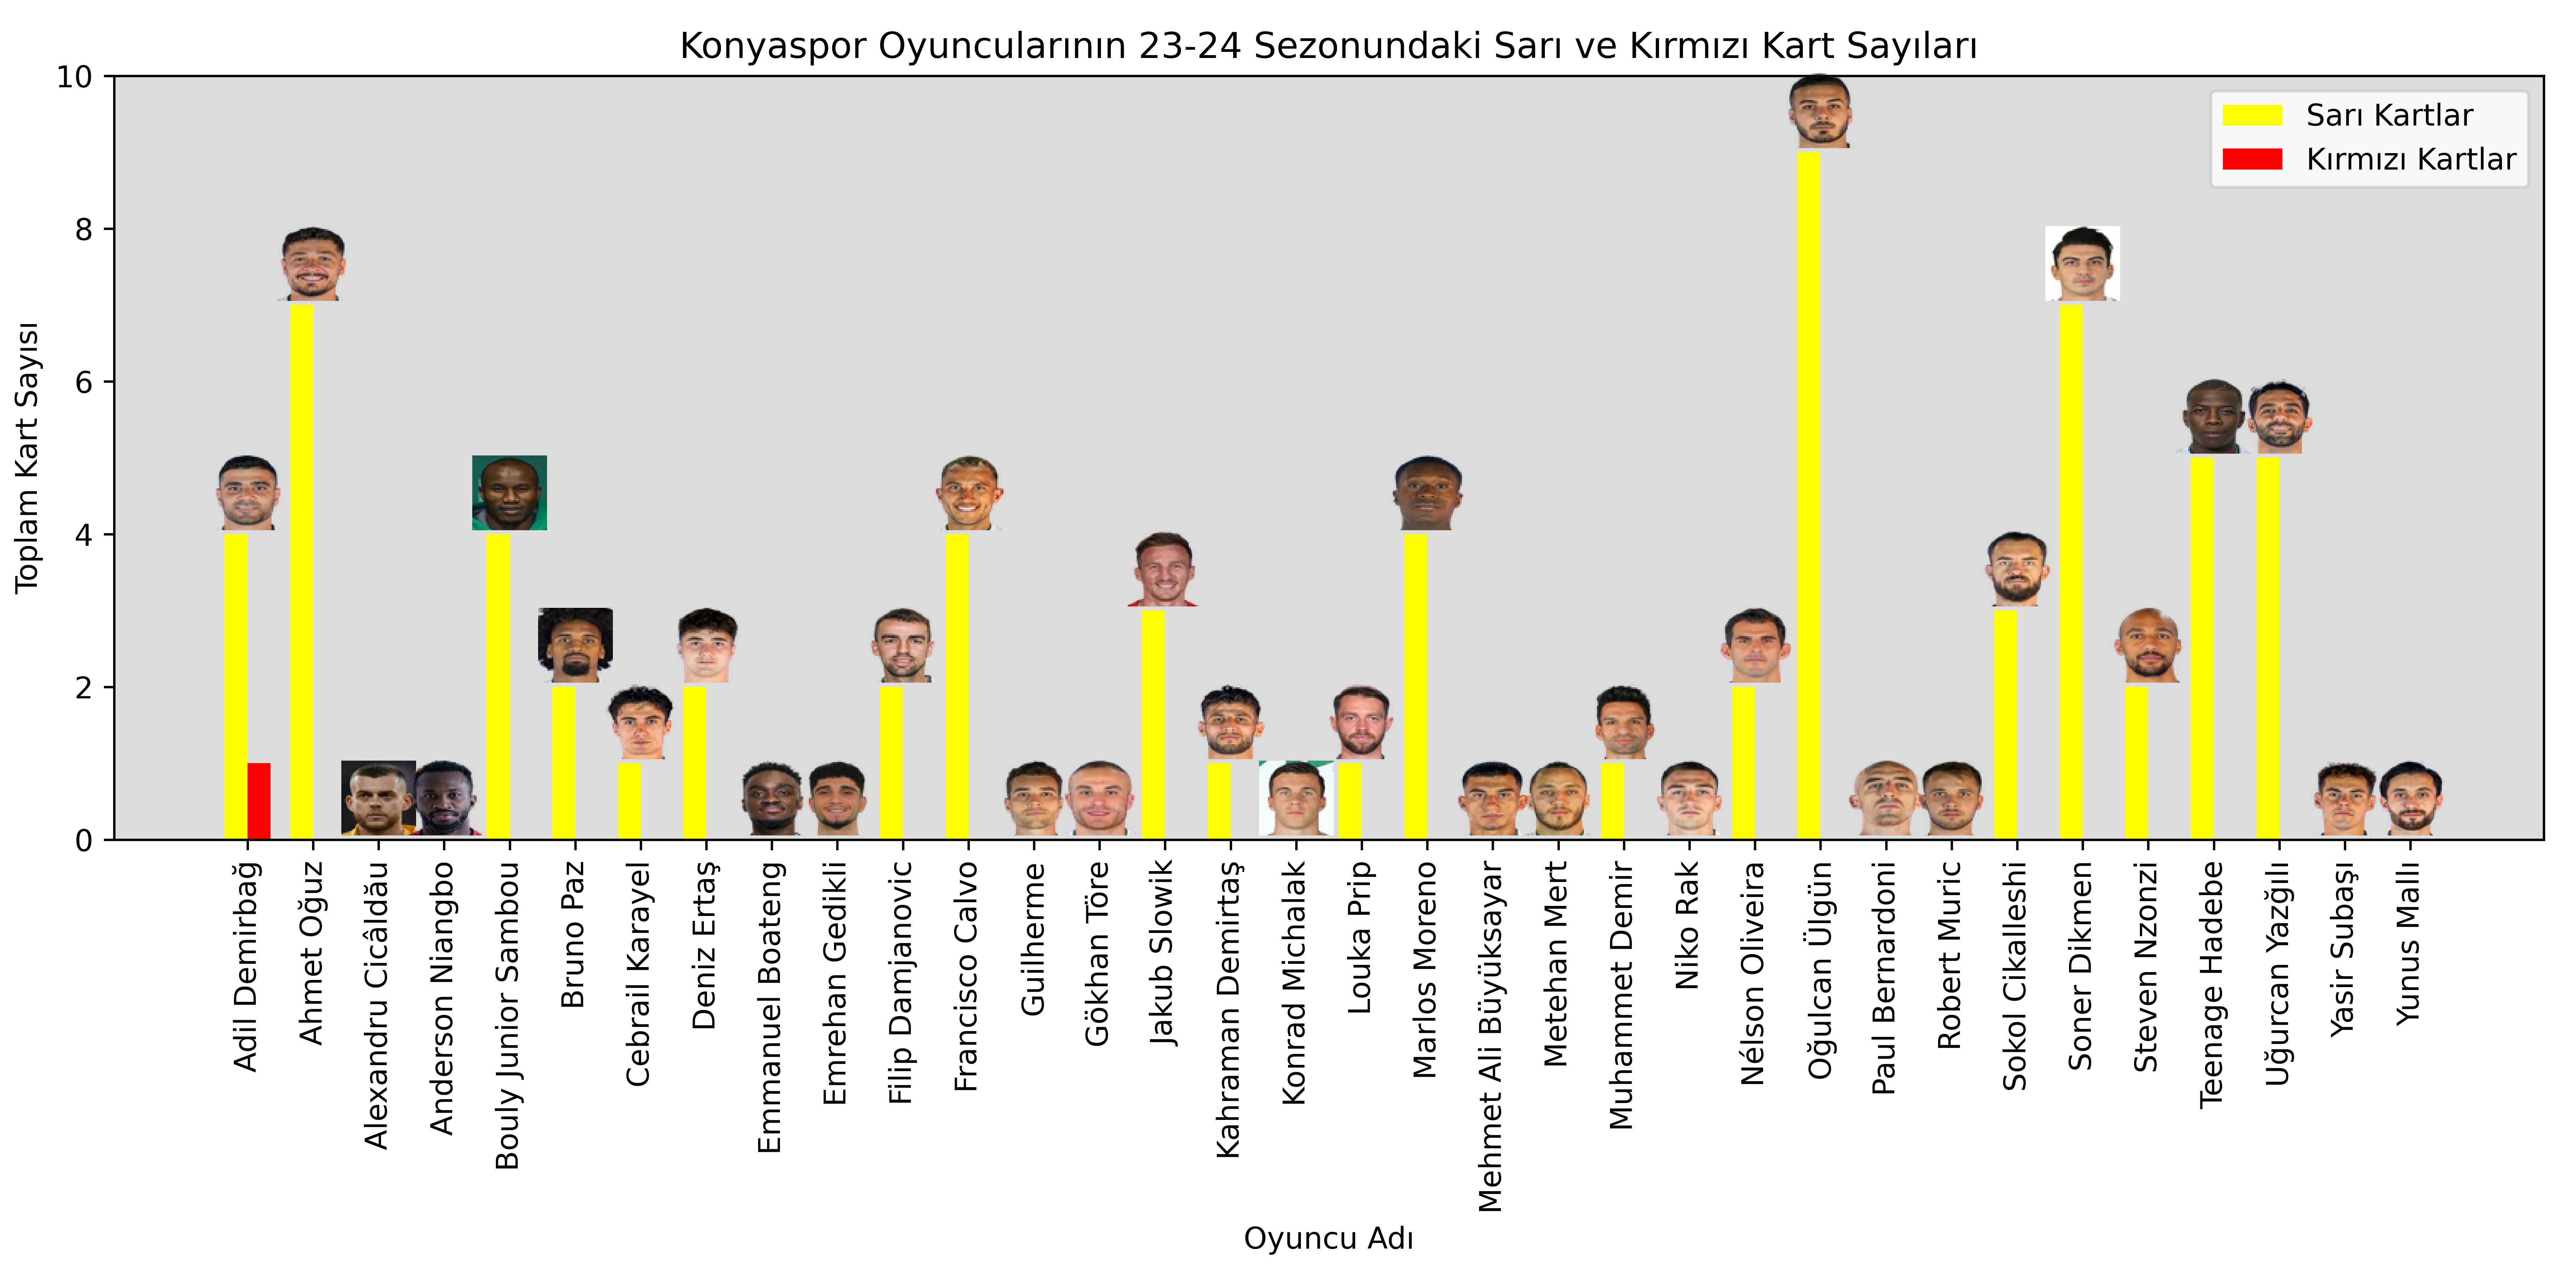 Konyaspor Oyuncularının 23-24 Sezonundaki Sarı ve Kırmızı Kart Sayıları
Sarı Kartlar
Kırmızı Kartlar
Toplam Kart Sayısı
10
8
6
4
2
0
Adil Demirbağ
Ahmet Oğuz
Alexandru Cicâldău
Anderson Niangbo
Bouly Junior Sambou
Bruno Paz
Cebrail Karayel
Deniz Ertaş
Emmanuel Boateng
Emrehan Gedikli
Filip Damjanovic
Francisco Calvo
Guilherme
Gökhan Töre
Jakub Slowik
Kahraman Demirtaş
Konrad Michalak
Louka Prip
Marlos Moreno
Mehmet Ali Büyüksayar
Metehan Mert
Muhammet Demir
Niko Rak
Nélson Oliveira
Oğulcan Ülgün
Paul Bernardoni
Robert Muric
Sokol Cikalleshi
Soner Dikmen
Steven Nzonzi
Teenage Hadebe
Uğurcan Yazğılı
Yasir Subaşı
Yunus Mallı
Oyuncu Adı